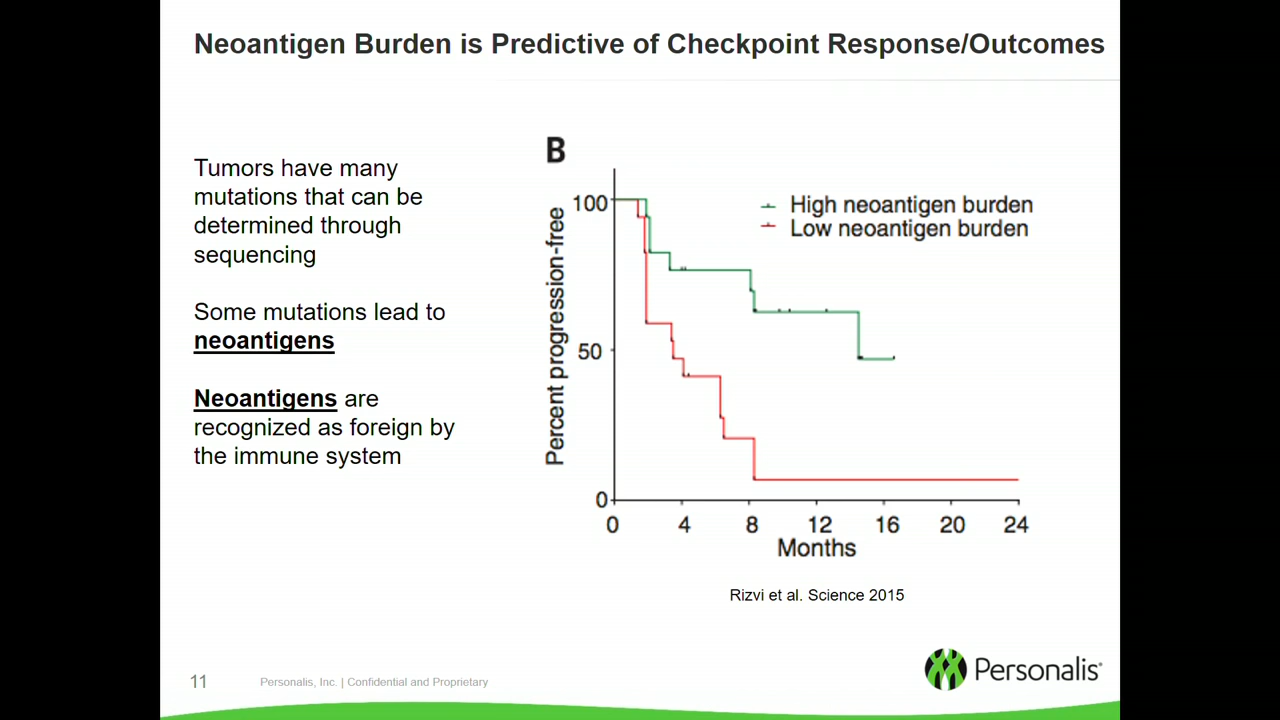 Neoantigen Burden is Predictive of Checkpoint Response/Outcomes
Tumors have many
mutations that can be
determined through
sequencing
Some mutations lead to
neoantigens
Neoantigens are
recognized as foreign by
the immune system
B
Percent progression-free
100
50
0
High neoantigen burden
Low neoantigen burden
0 4 8 12 16 20 24
Months
Rizvi et al. Science 2015
11
Personalis, Inc. | Confidential and Proprietary
Personalis